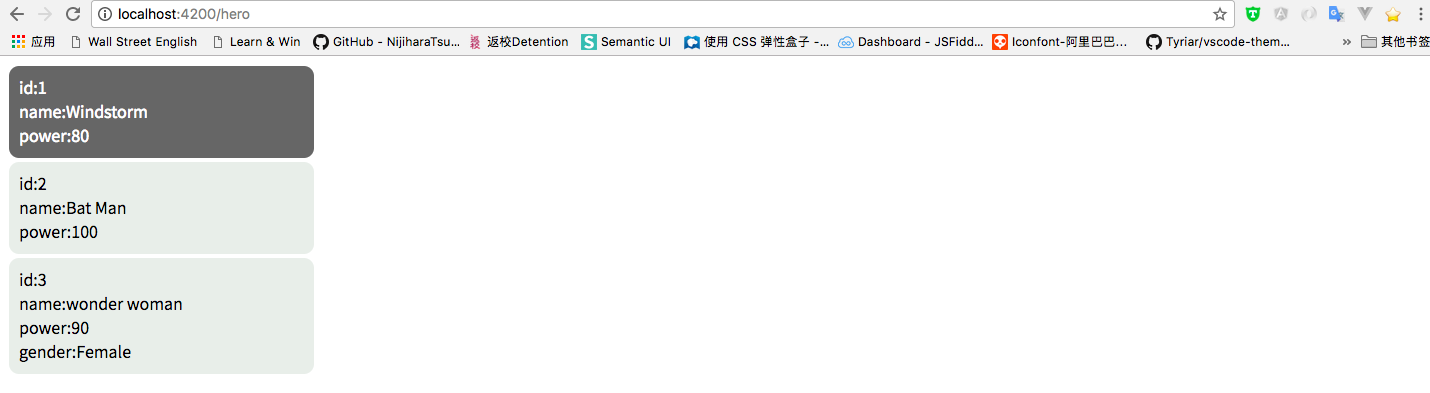 localhost:4200/hero
应用 Wall Street English Learn & Win GitHub - NijiharaTsu... 返校Detention Semantic UI 使用 CSS 弹性盒子 -... Dashboard - JSFidd... Iconfont-阿里巴巴... Tyriar/vscode-them... » 其他书签
id:1
name:Windstorm
power:80
id:2
name:Bat Man
power:100
id:3
name:wonder woman
power:90
gender:Female